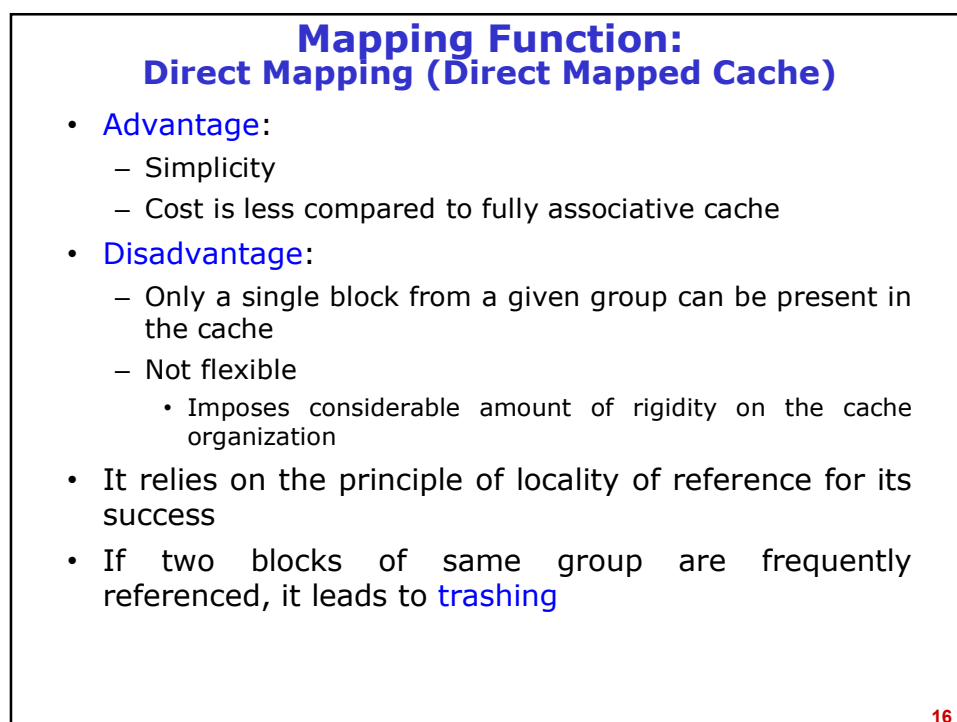 Mapping Function:
Direct Mapping (Direct Mapped Cache)
• Advantage:
– Simplicity
– Cost is less compared to fully associative cache
• Disadvantage:
– Only a single block from a given group can be present in
the cache
– Not flexible
• Imposes considerable amount of rigidity on the cache
organization
• It relies on the principle of locality of reference for its
success
• If two blocks of same group are frequently
referenced, it leads to trashing
16